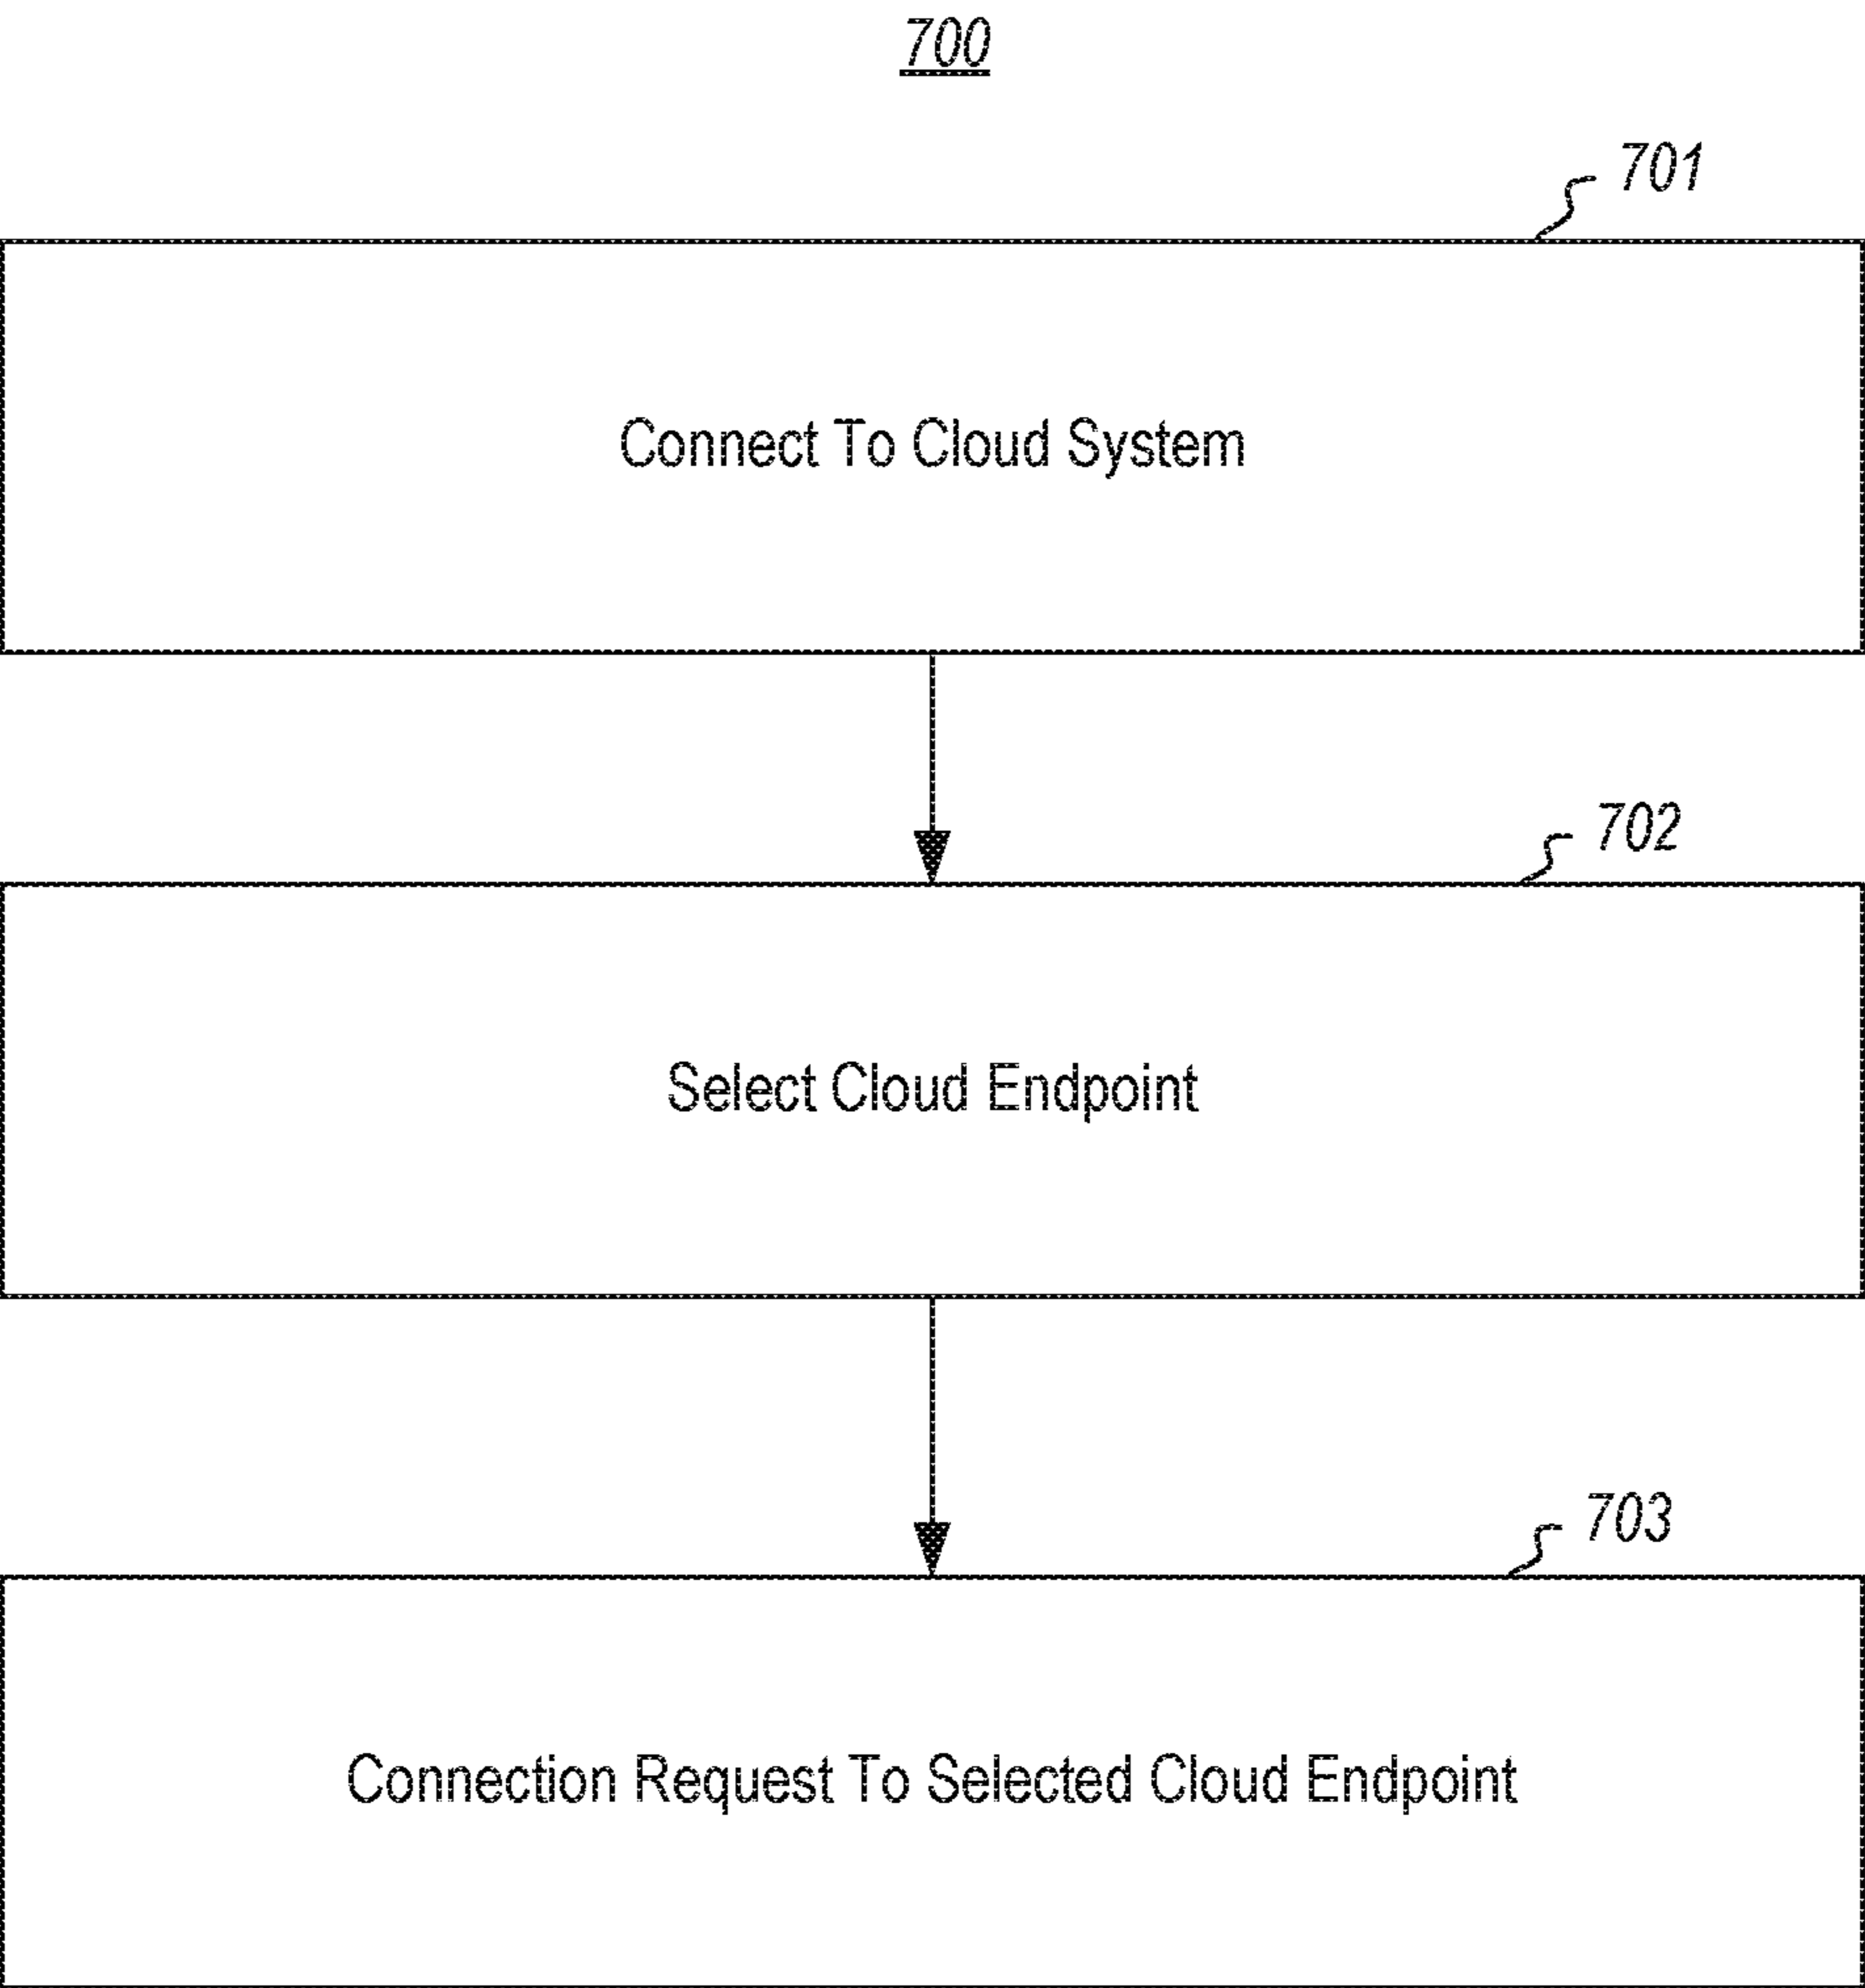 700
701
Connect To Cloud System
702
Select Cloud Endpoint
703
Connection Request To Selected Cloud Endpoint